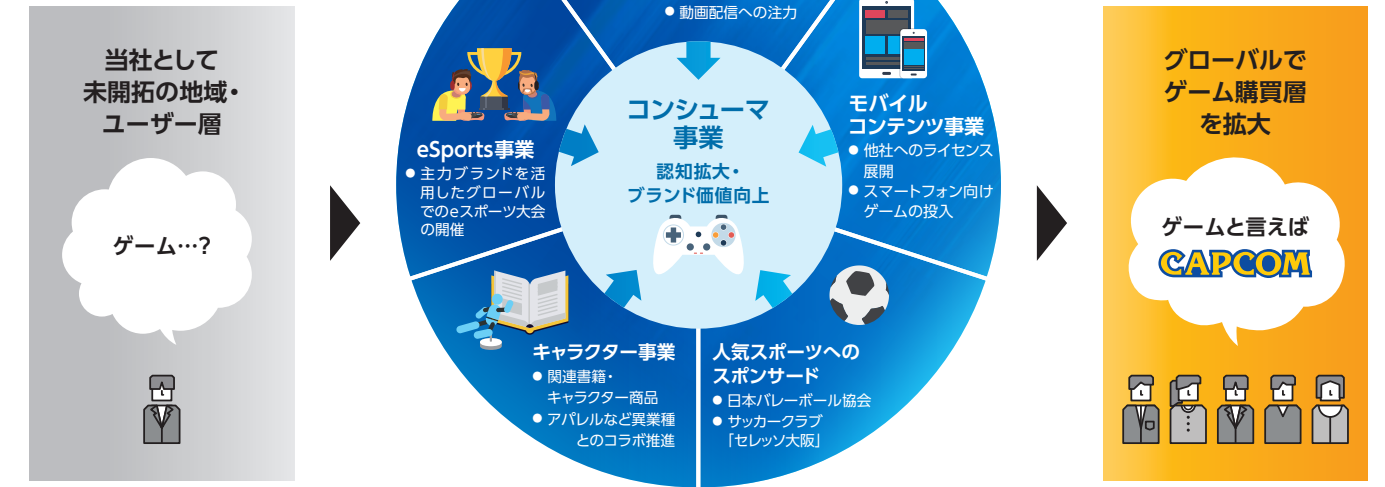 当社として
未開拓の地域・
ユーザー層
ゲーム…?
● 動画配信への注力
コンシューマ
事業
認知拡大・
ブランド価値向上
eSports事業
● 主力ブランドを活
用したグローバル
でのeスポーツ大会
の開催
モバイル
コンテンツ事業
● 他社へのライセンス
展開
● スマートフォン向け
ゲームの投入
キャラクター事業
● 関連書籍・
キャラクター商品
● アパレルなど異業種
とのコラボ推進
人気スポーツへの
スポンサード
● 日本バレーボール協会
● サッカークラブ
「セレッソ大阪」
グローバルで
ゲーム購買層
を拡大
ゲームと言えば
CAPCOM